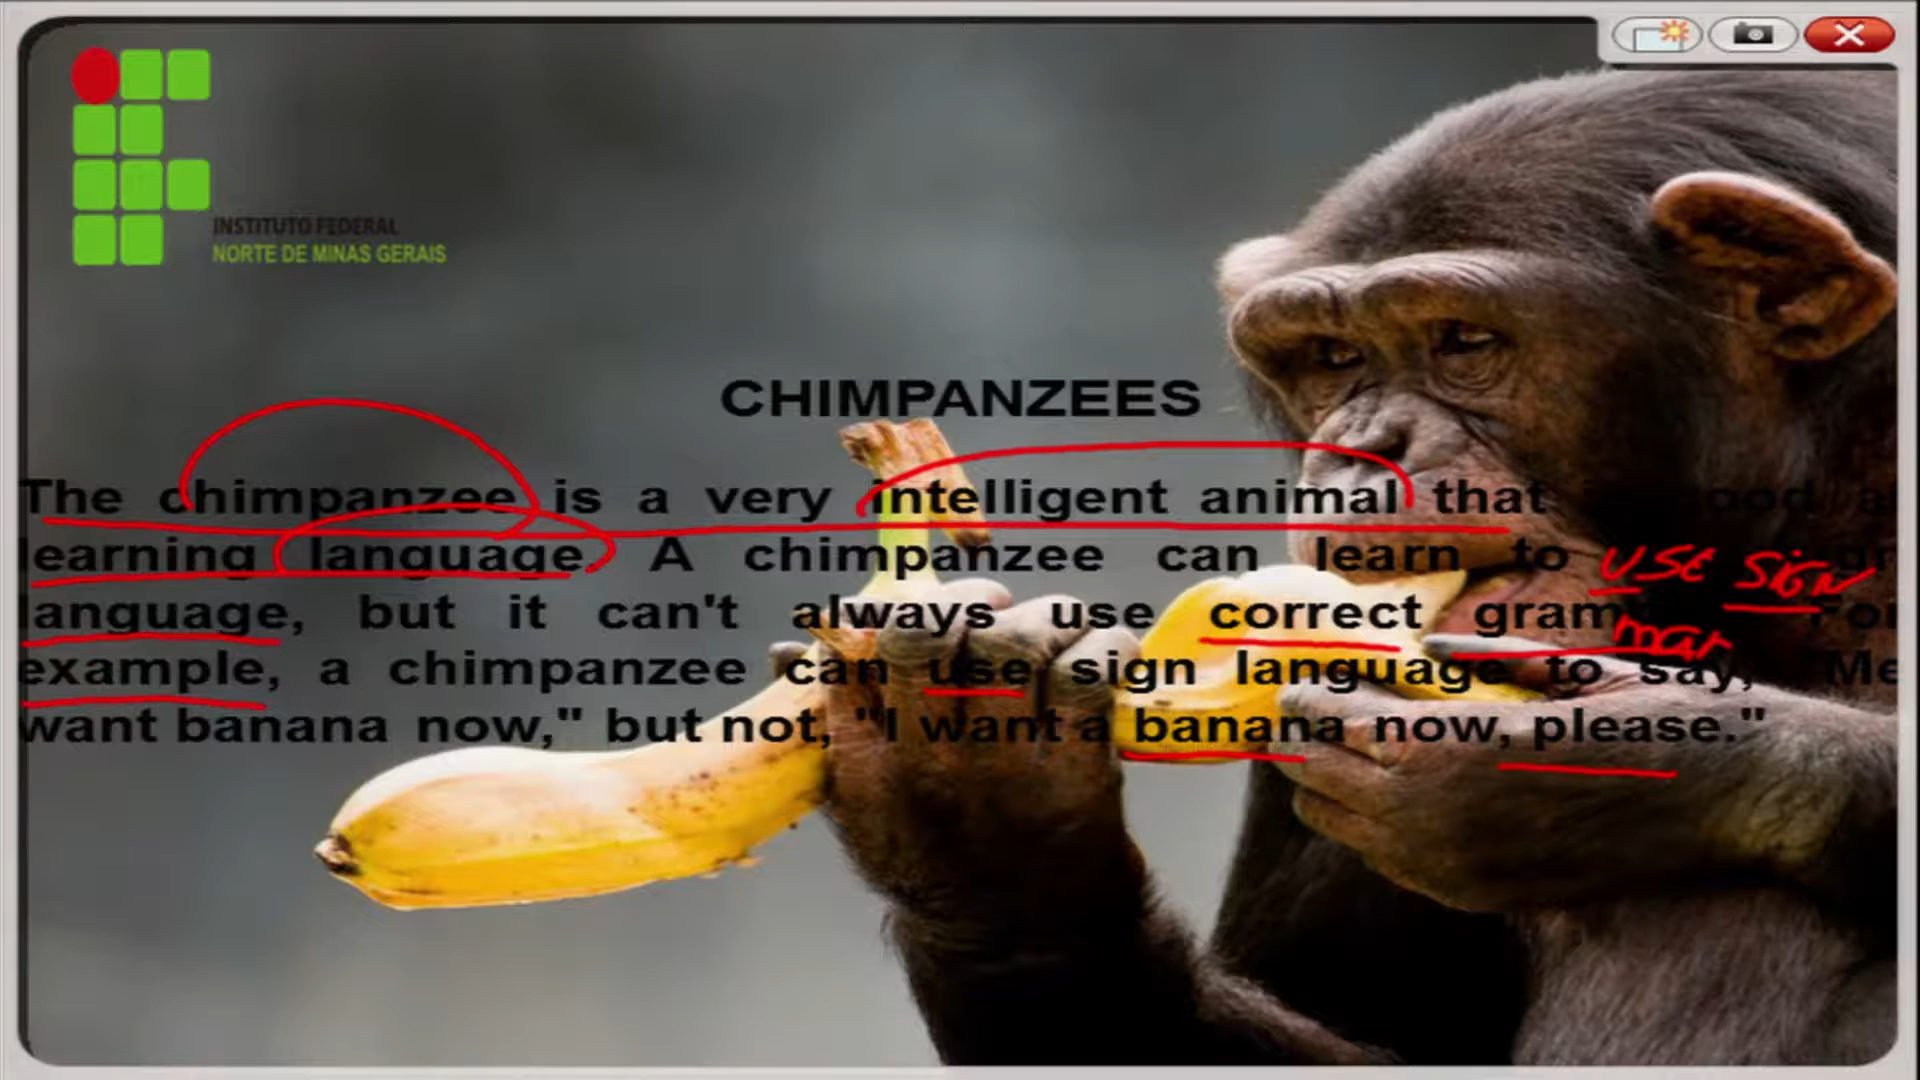 INSTITUTO FEDERAL
NORTE DE MINAS GERAIS
CHIMPANZEES
The chimpanzee is a very intelligent animal that
learning language. A chimpanzee can learn to USE SIGN
language, but it can't always use correct grammar
example, a chimpanzee can use sign language to say, "Me
want banana now," but not, "I want a banana now, please."